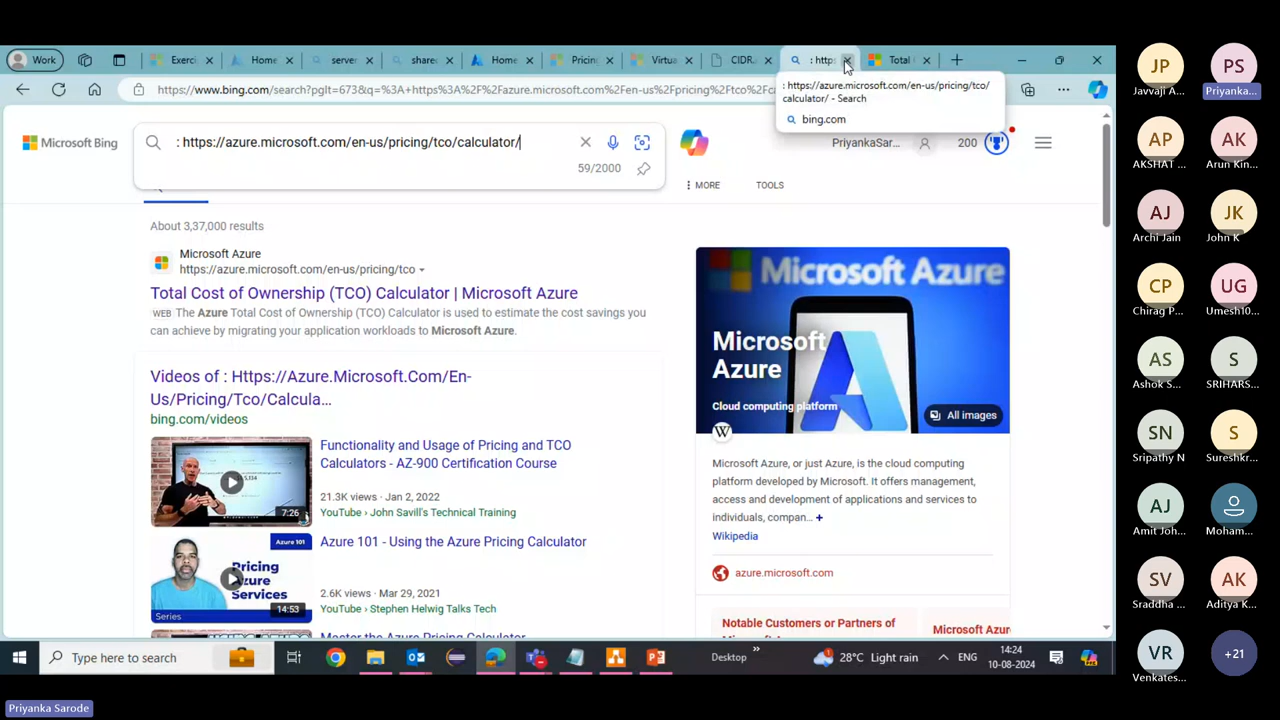 Work
Exerci
Home
server
share
Home
Pricing
Virtua
CIDR
: https
Total
https://www.bing.com/search?pglt=673&q=%3A+https%3A%2F%2Fazure.microsoft.com%2Fen-us%2Fpricing%2Ftco%2Fc
: https://azure.microsoft.com/en-us/pricing/tco/
calculator/ - Search
bing.com
Microsoft Bing
: https://azure.microsoft.com/en-us/pricing/tco/calculator/
59/2000
PriyankaSar...
200
MORE
TOOLS
About 3,37,000 results
Microsoft Azure
https://azure.microsoft.com/en-us/pricing/tco
Total Cost of Ownership (TCO) Calculator | Microsoft Azure
WEB The Azure Total Cost of Ownership (TCO) Calculator is used to estimate the cost savings you
can achieve by migrating your application workloads to Microsoft Azure.
Videos of : Https://Azure.Microsoft.Com/En-
Us/Pricing/Tco/Calcula...
bing.com/videos
7:26
Functionality and Usage of Pricing and TCO
Calculators - AZ-900 Certification Course
21.3K views · Jan 2, 2022
YouTube › John Savill's Technical Training
Azure 101
Pricing
Azure
Services
Series
14:53
Azure 101 - Using the Azure Pricing Calculator
2.6K views · Mar 29, 2021
YouTube › Stephen Helwig Talks Tech
Master the Azure Pricing Calculator
Microsoft Azure
Microsoft
Azure
Cloud computing platform
All images
W
Microsoft Azure, or just Azure, is the cloud computing
platform developed by Microsoft. It offers management,
access and development of applications and services to
individuals, compan... +
Wikipedia
azure.microsoft.com
Notable Customers or Partners of
Microsoft Azur
Type here to search
Desktop
28°C Light rain
ENG
14:24
10-08-2024
JP
Javvaji A...
PS
Priyanka...
AP
AKSHAT ...
AK
Arun Kin...
AJ
Archi Jain
JK
John K
CP
Chirag P...
UG
Umesh10...
AS
Ashok S...
S
SRIHARS...
SN
Sripathy N
S
Sureshkr...
AJ
Amit Joh...
Moham...
SV
Sraddha ...
AK
Aditya K...
VR
Venkates...
+21
Priyanka Sarode